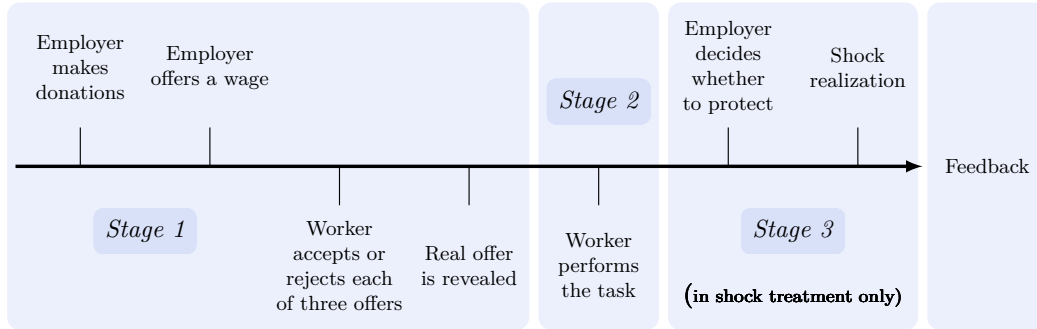 Employer
makes
donations
Employer
offers a wage
Stage 1
Worker
accepts or
rejects each
of three offers
Real offer
is revealed
Stage 2
Worker
performs
the task
Employer
decides
whether
to protect
Shock
realization
Stage 3
(in shock treatment only)
Feedback